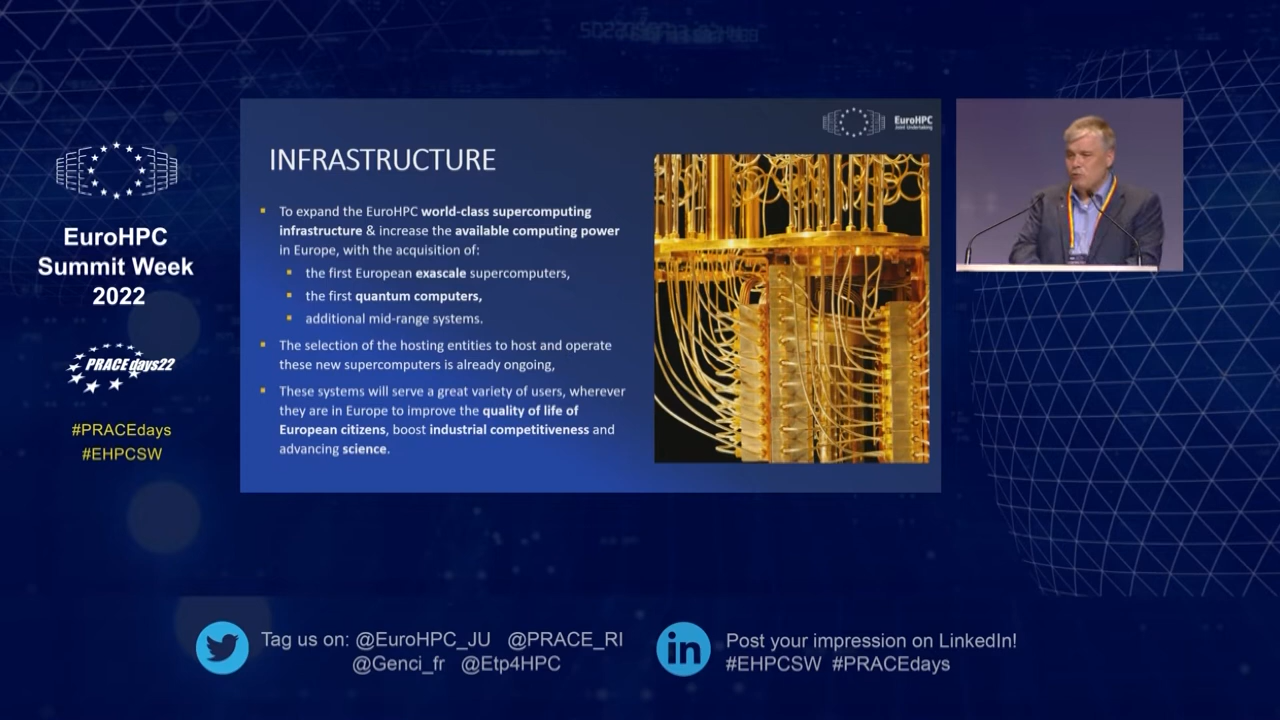 EuroHPC
Summit Week
2022
PRACEdays22
#PRACEdays
#EHPCSW
EuroHPC
Joint Undertaking
INFRASTRUCTURE
To expand the EuroHPC world-class supercomputing
infrastructure & increase the available computing power
in Europe, with the acquisition of:
the first European exascale supercomputers,
the first quantum computers,
additional mid-range systems.
The selection of the hosting entities to host and operate
these new supercomputers is already ongoing,
These systems will serve a great variety of users, wherever
they are in Europe to improve the quality of life of
European citizens, boost industrial competitiveness and
advancing science.
Tag us on: @EuroHPC_JU @PRACE_RI
@Genci_fr @Etp4HPC
in
Post your impression on LinkedIn!
#EHPCSW #PRACEdays